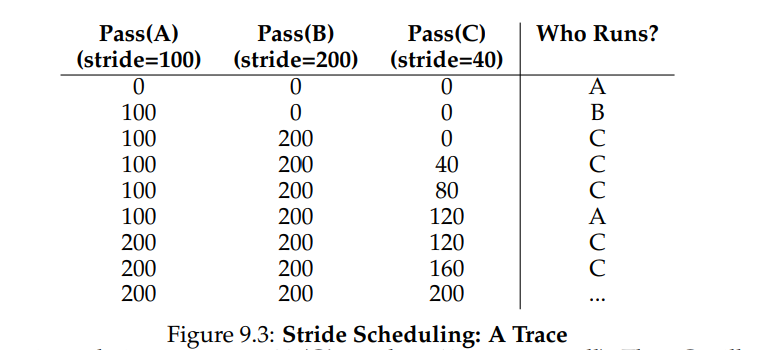 Pass(A) Pass(B) Pass(C) Who Runs?
(stride=100) (stride=200) (stride=40)
0 0 0 A
100 0 0 B
100 200 0 C
100 200 40 C
100 200 80 C
100 200 120 A
200 200 120 C
200 200 160 C
200 200 200 ...
Figure 9.3: Stride Scheduling: A Trace